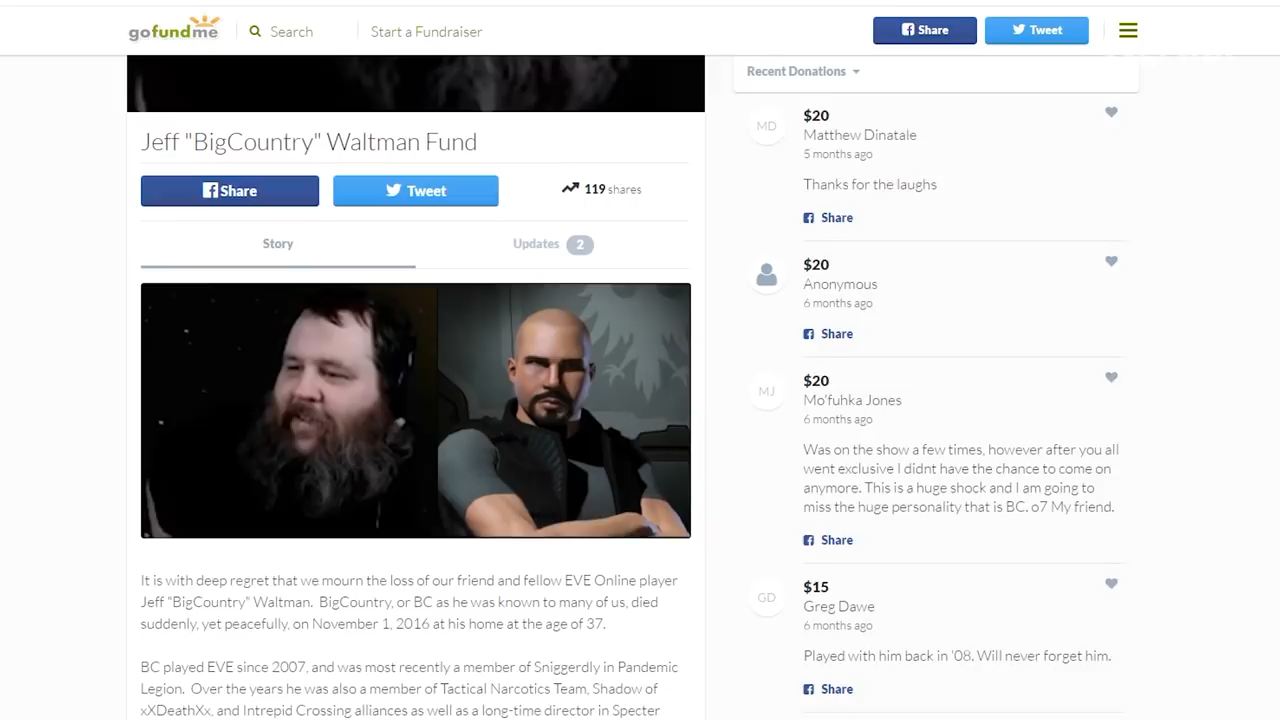 gofundme
Search
Start a Fundraiser
Share
Tweet
Jeff "BigCountry" Waltman Fund
Share
Tweet
119 shares
Story
Updates 2
It is with deep regret that we mourn the loss of our friend and fellow EVE Online player
Jeff "BigCountry" Waltman. BigCountry, or BC as he was known to many of us, died
suddenly, yet peacefully, on November 1, 2016 at his home at the age of 37.
BC played EVE since 2007, and was most recently a member of Sniggerdly in Pandemic
Legion. Over the years he was also a member of Tactical Narcotics Team, Shadow of
xXDeathXx, and Intrepid Crossing alliances as well as a long-time director in Specter
Recent Donations
MD
$20
Matthew Dinatale
5 months ago
Thanks for the laughs
Share
$20
Anonymous
6 months ago
Share
MJ
$20
Mo'fuhka Jones
6 months ago
Was on the show a few times, however after you all
went exclusive I didnt have the chance to come on
anymore. This is a huge shock and I am going to
miss the huge personality that is BC. o7 My friend.
Share
GD
$15
Greg Dawe
6 months ago
Played with him back in '08. Will never forget him.
Share